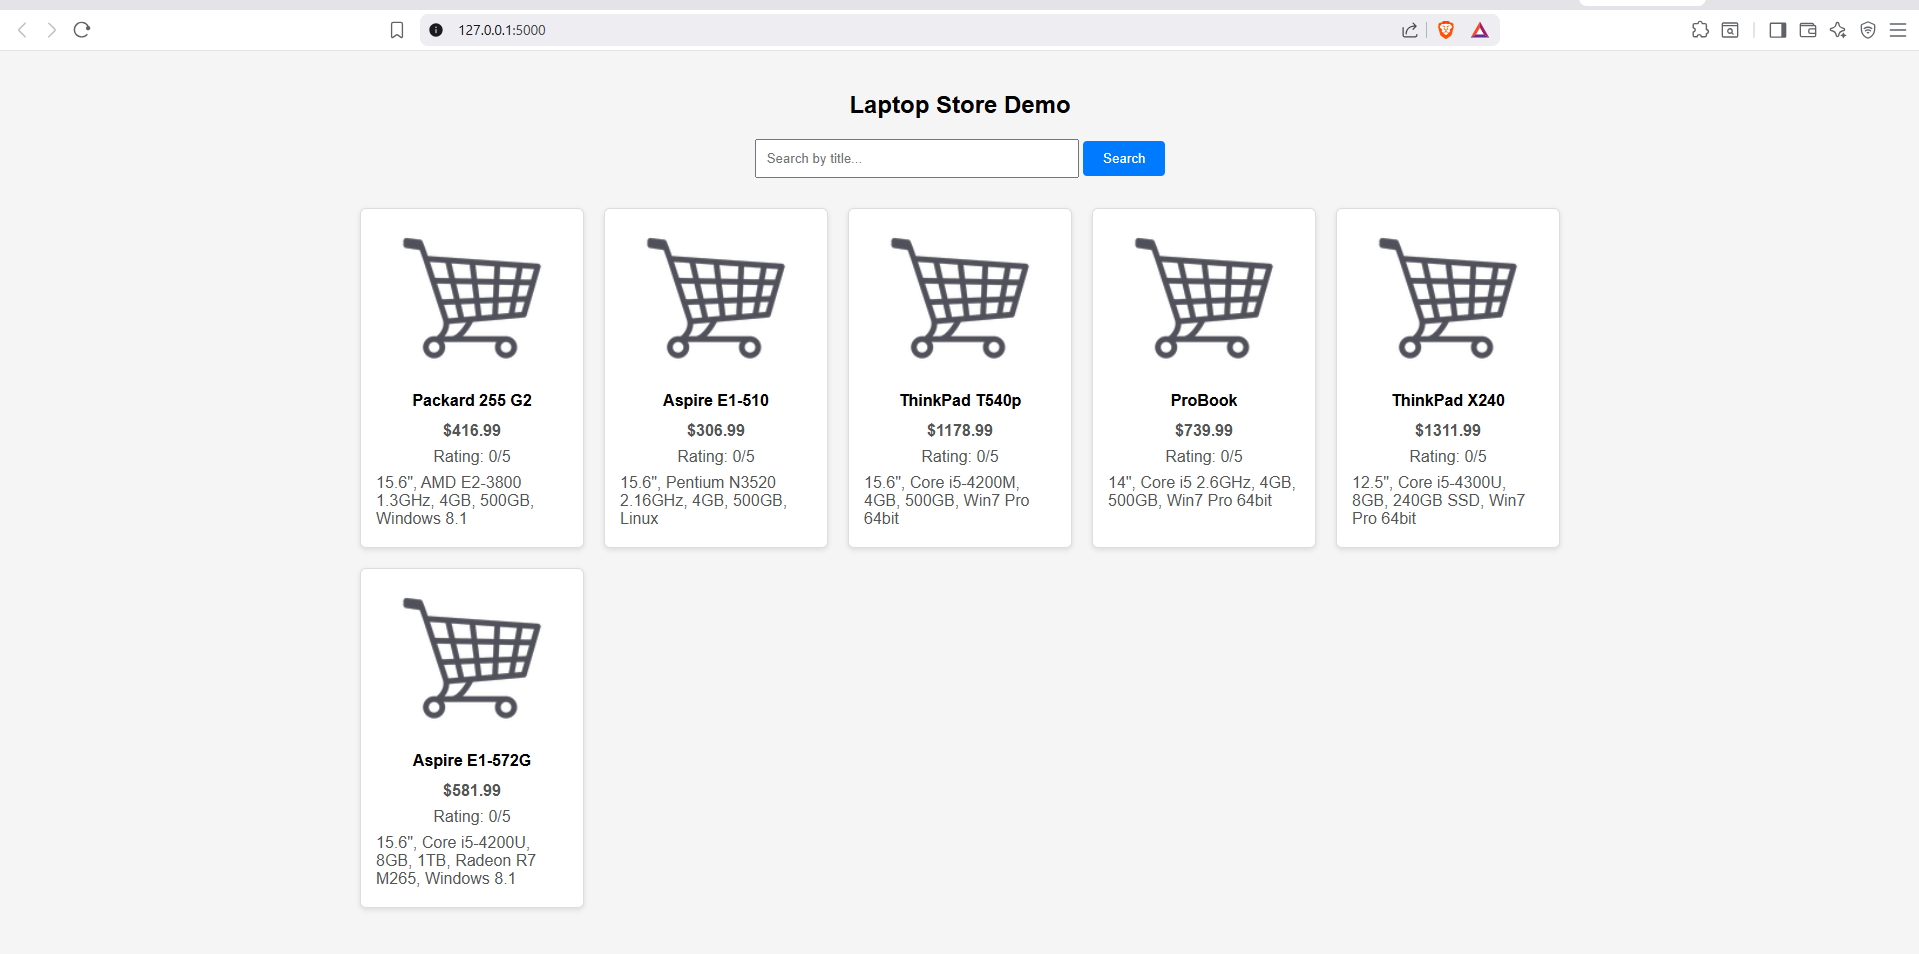 127.0.0.1:5000
Laptop Store Demo
Search by title...
Search
Packard 255 G2
$416.99
Rating: 0/5
15.6", AMD E2-3800
1.3GHz, 4GB, 500GB,
Windows 8.1
Aspire E1-510
$306.99
Rating: 0/5
15.6", Pentium N3520
2.16GHz, 4GB, 500GB,
Linux
ThinkPad T540p
$1178.99
Rating: 0/5
15.6", Core i5-4200M,
4GB, 500GB, Win7 Pro
64bit
ProBook
$739.99
Rating: 0/5
14", Core i5 2.6GHz, 4GB,
500GB, Win7 Pro 64bit
ThinkPad X240
$1311.99
Rating: 0/5
12.5", Core i5-4300U,
8GB, 240GB SSD, Win7
Pro 64bit
Aspire E1-572G
$581.99
Rating: 0/5
15.6", Core i5-4200U,
8GB, 1TB, Radeon R7
M265, Windows 8.1